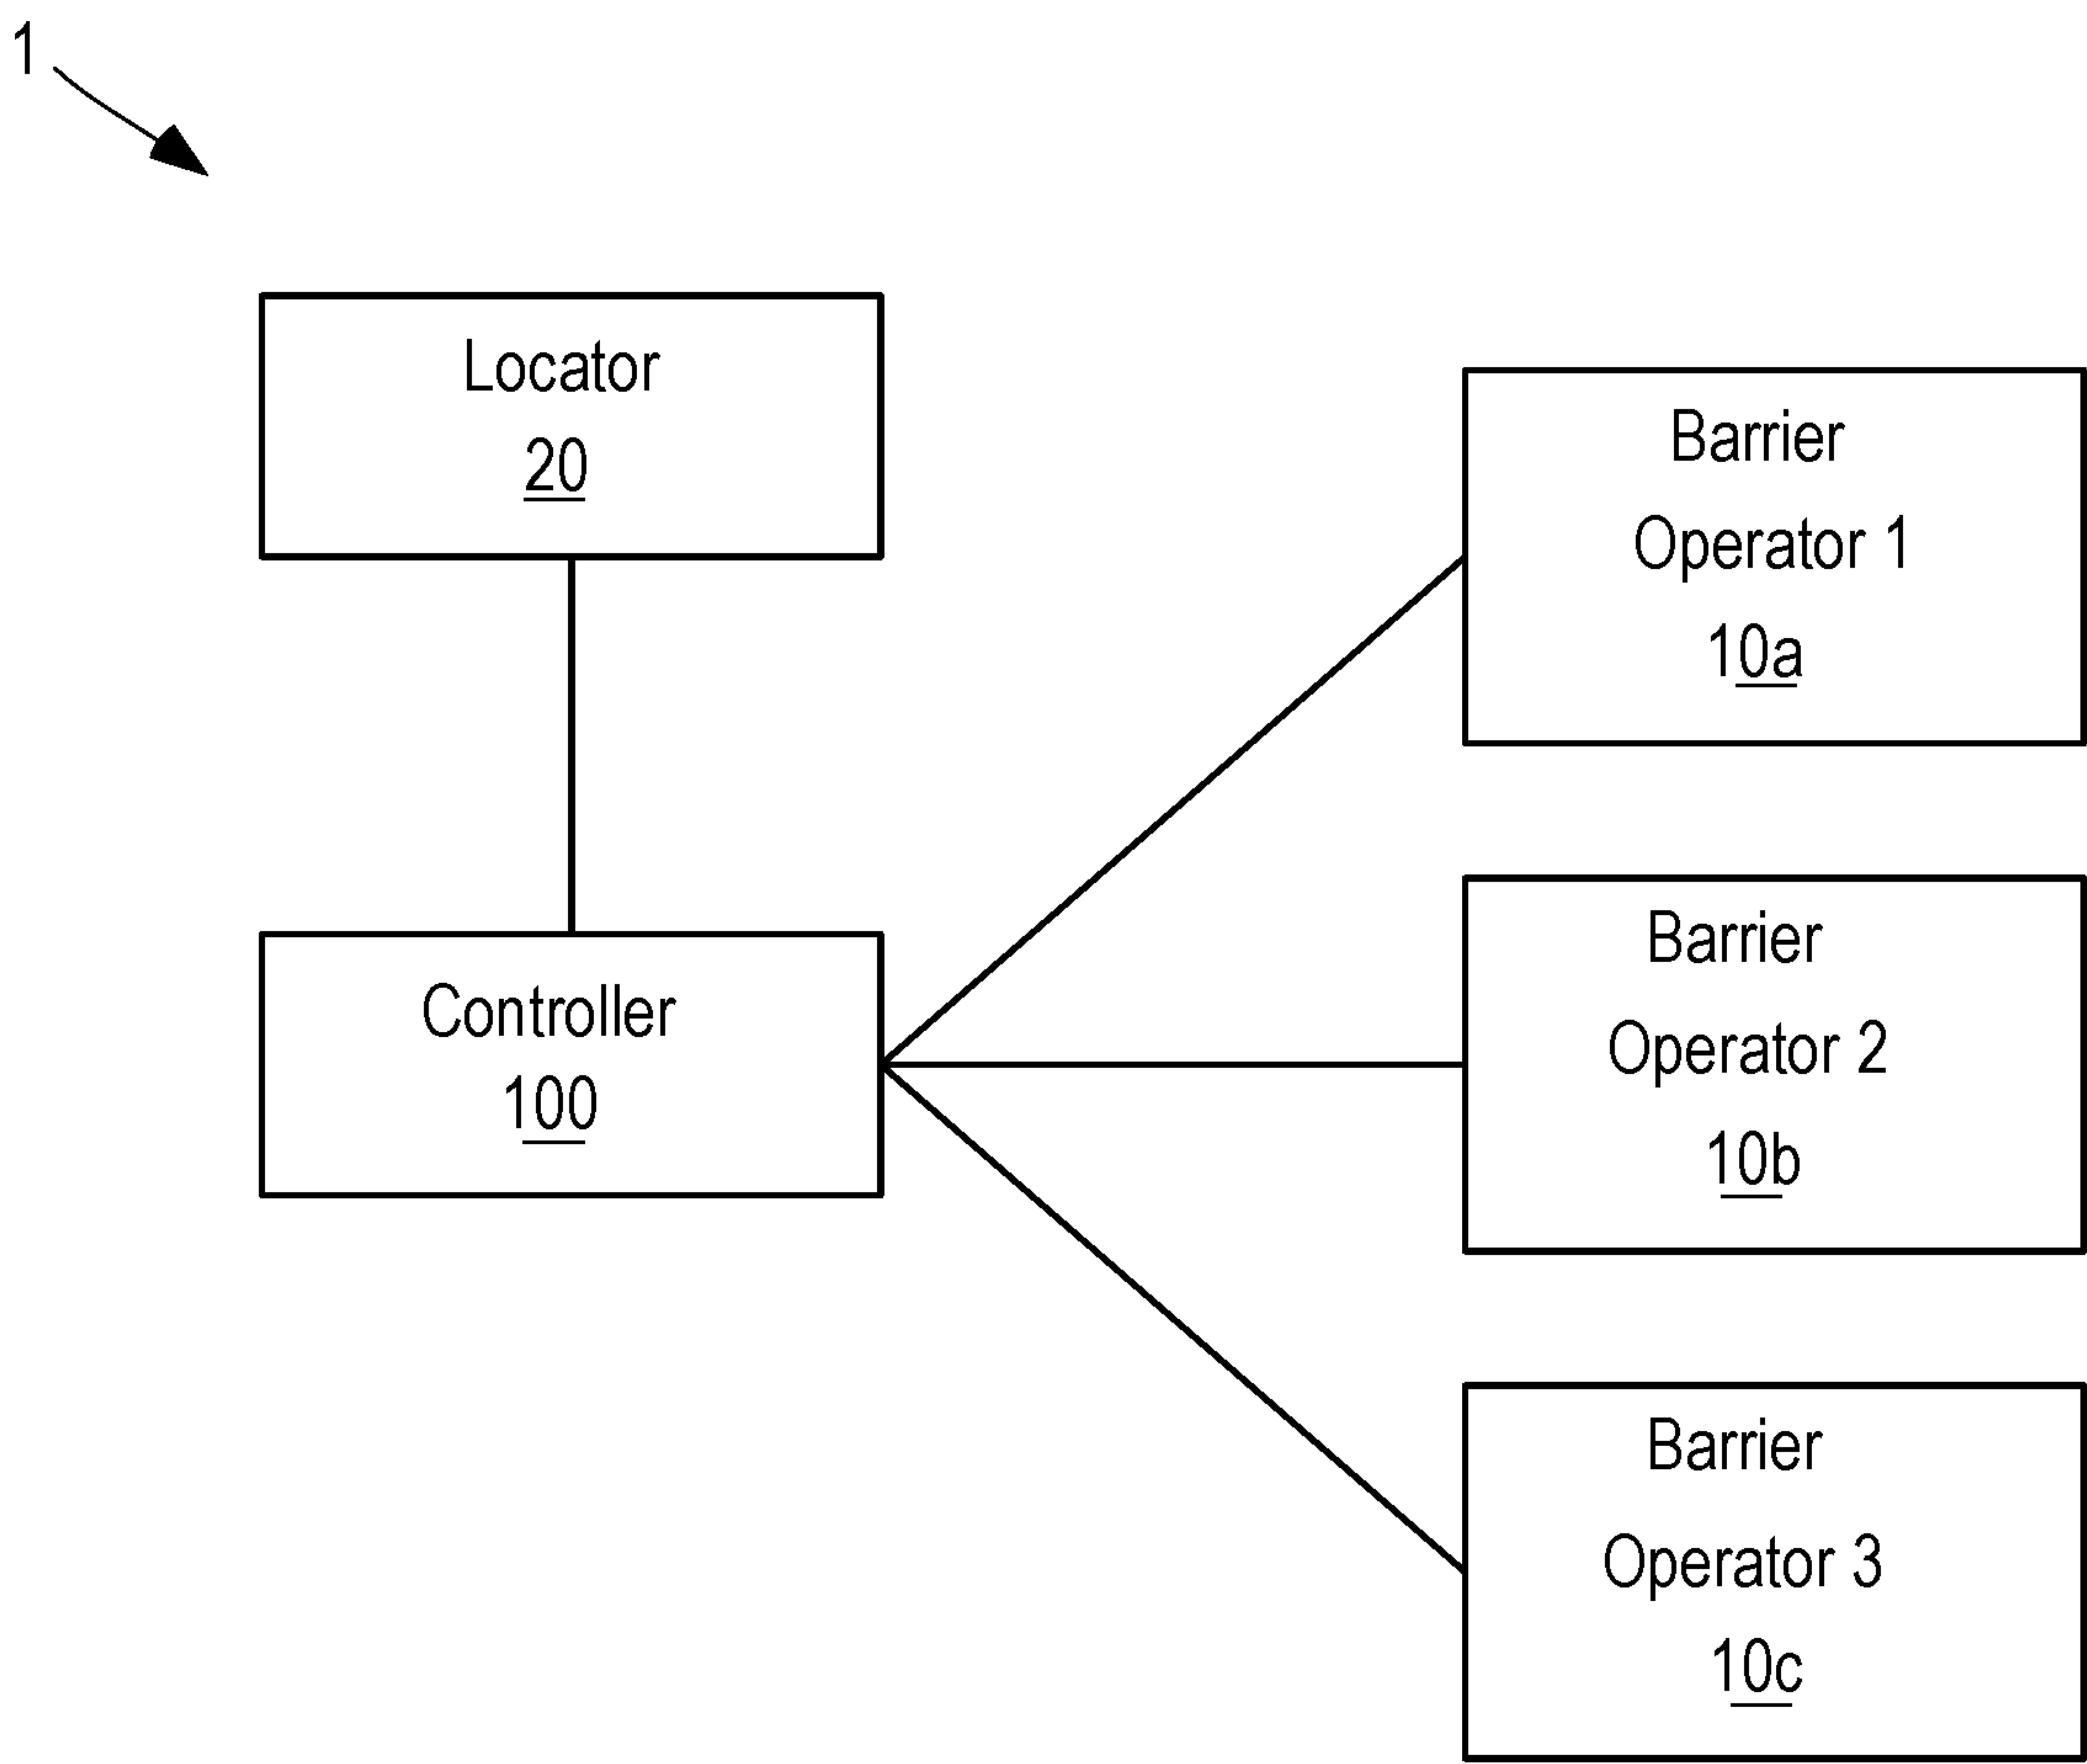 1
Locator
20
Controller
100
Barrier
Operator 1
10a
Barrier
Operator 2
10b
Barrier
Operator 3
10c